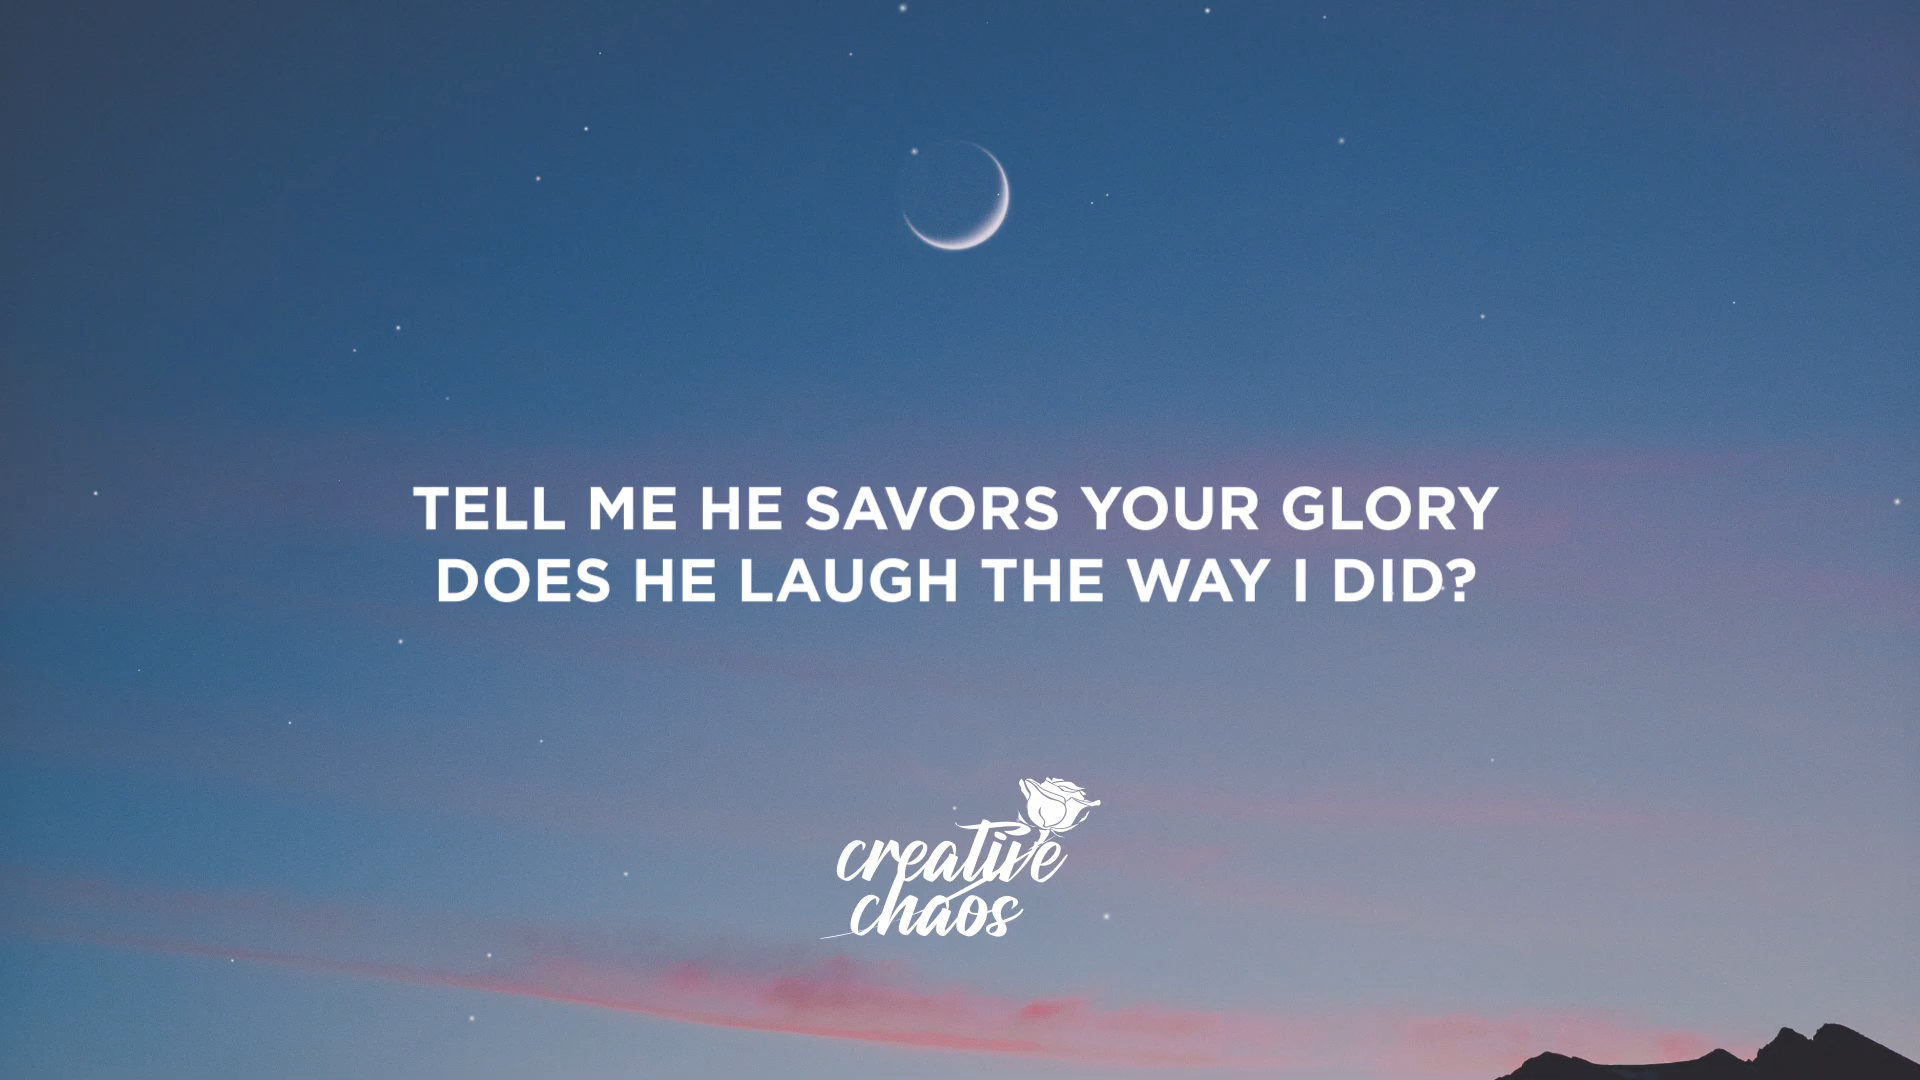 TELL ME HE SAVORS YOUR GLORY
DOES HE LAUGH THE WAY I DID?
creative
chaos